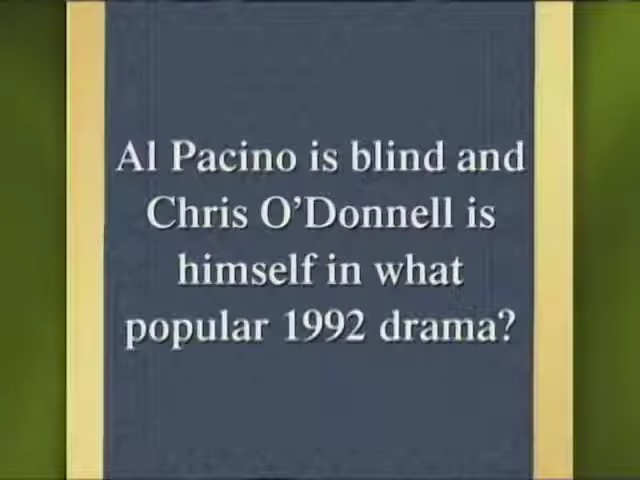 Al Pacino is blind and
Chris O'Donnell is
himself in what
popular 1992 drama?